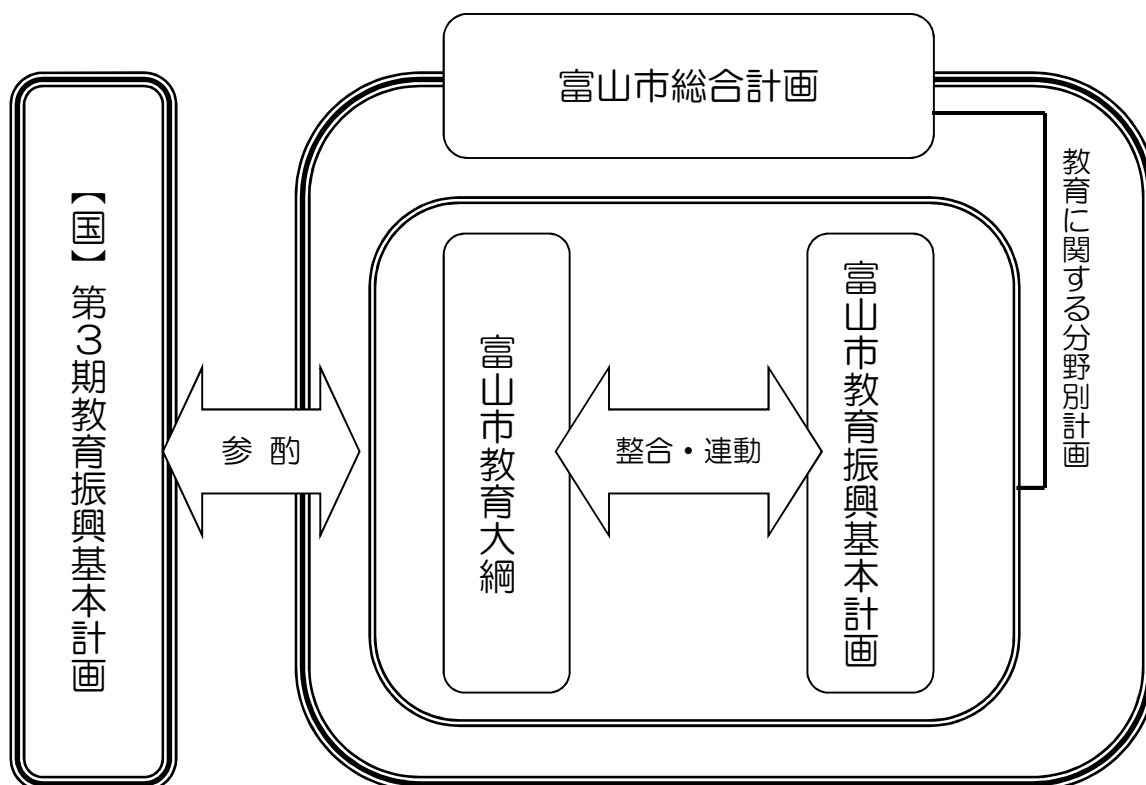 富山市総合計画
【国】第３期教育振興基本計画
参酌
富山市教育大綱
整合・連動
富山市教育振興基本計画
教育に関する分野別計画